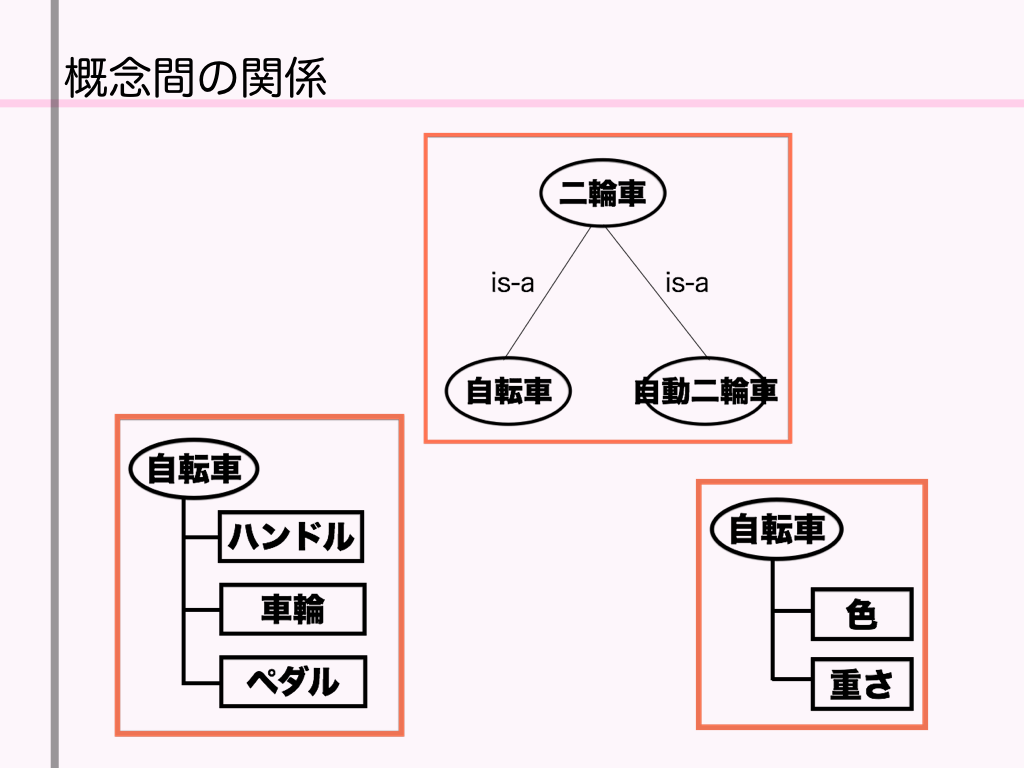 概念間の関係
二輪車
is-a
is-a
自転車
自動二輪車
自転車
ハンドル
車輪
ペダル
自転車
色
重さ